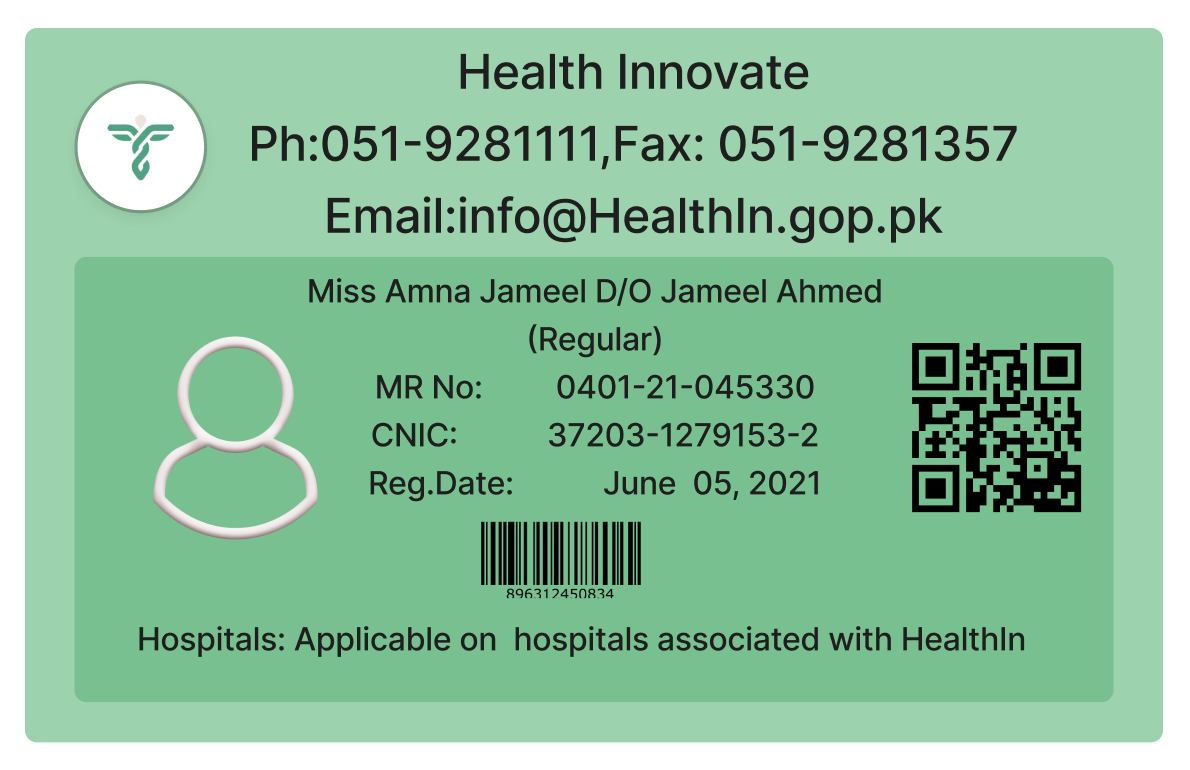 Health Innovate
Ph:051-9281111,Fax: 051-9281357
Email:info@HealthIn.gop.pk
Miss Amna Jameel D/O Jameel Ahmed
(Regular)
MR No: 0401-21-045330
CNIC: 37203-1279153-2
Reg.Date: June 05, 2021
896312450834
Hospitals: Applicable on hospitals associated with HealthIn